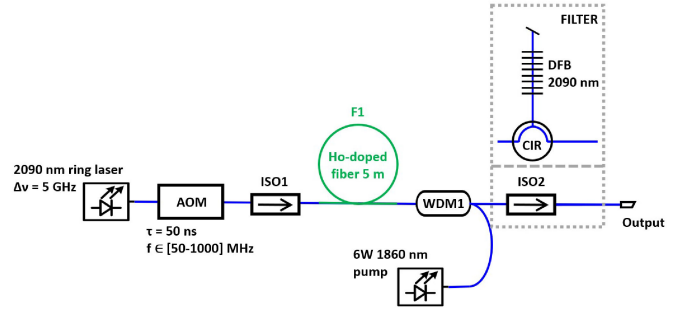 FILTER
DFB
2090 nm
CIR
F1
Ho-doped
fiber 5 m
2090 nm ring laser
Δν = 5 GHz
AOM
ISO1
WDM1
ISO2
Output
τ = 50 ns
f ∈ [50-1000] MHz
6W 1860 nm
pump